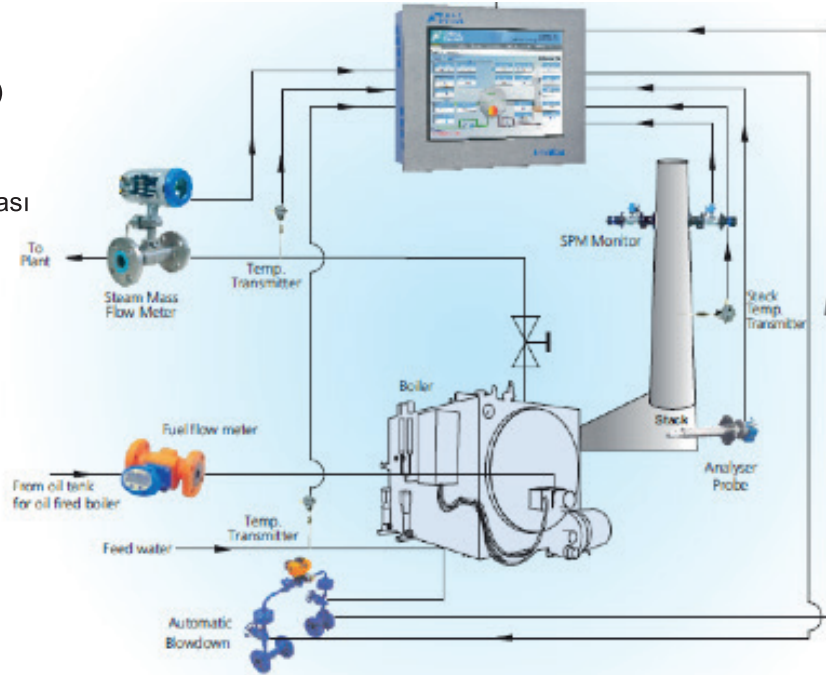 )
ası
To
Plant
Steam Mass
Flow Meter
Temp.
Transmitter
SPM Monitor
Stack
Temp.
Transmitter
Boiler
Stack
Analyser
Probe
Fuel flow meter
From oil tank
for oil fired boiler
Temp.
Transmitter
Feed water
Automatic
Blowdown